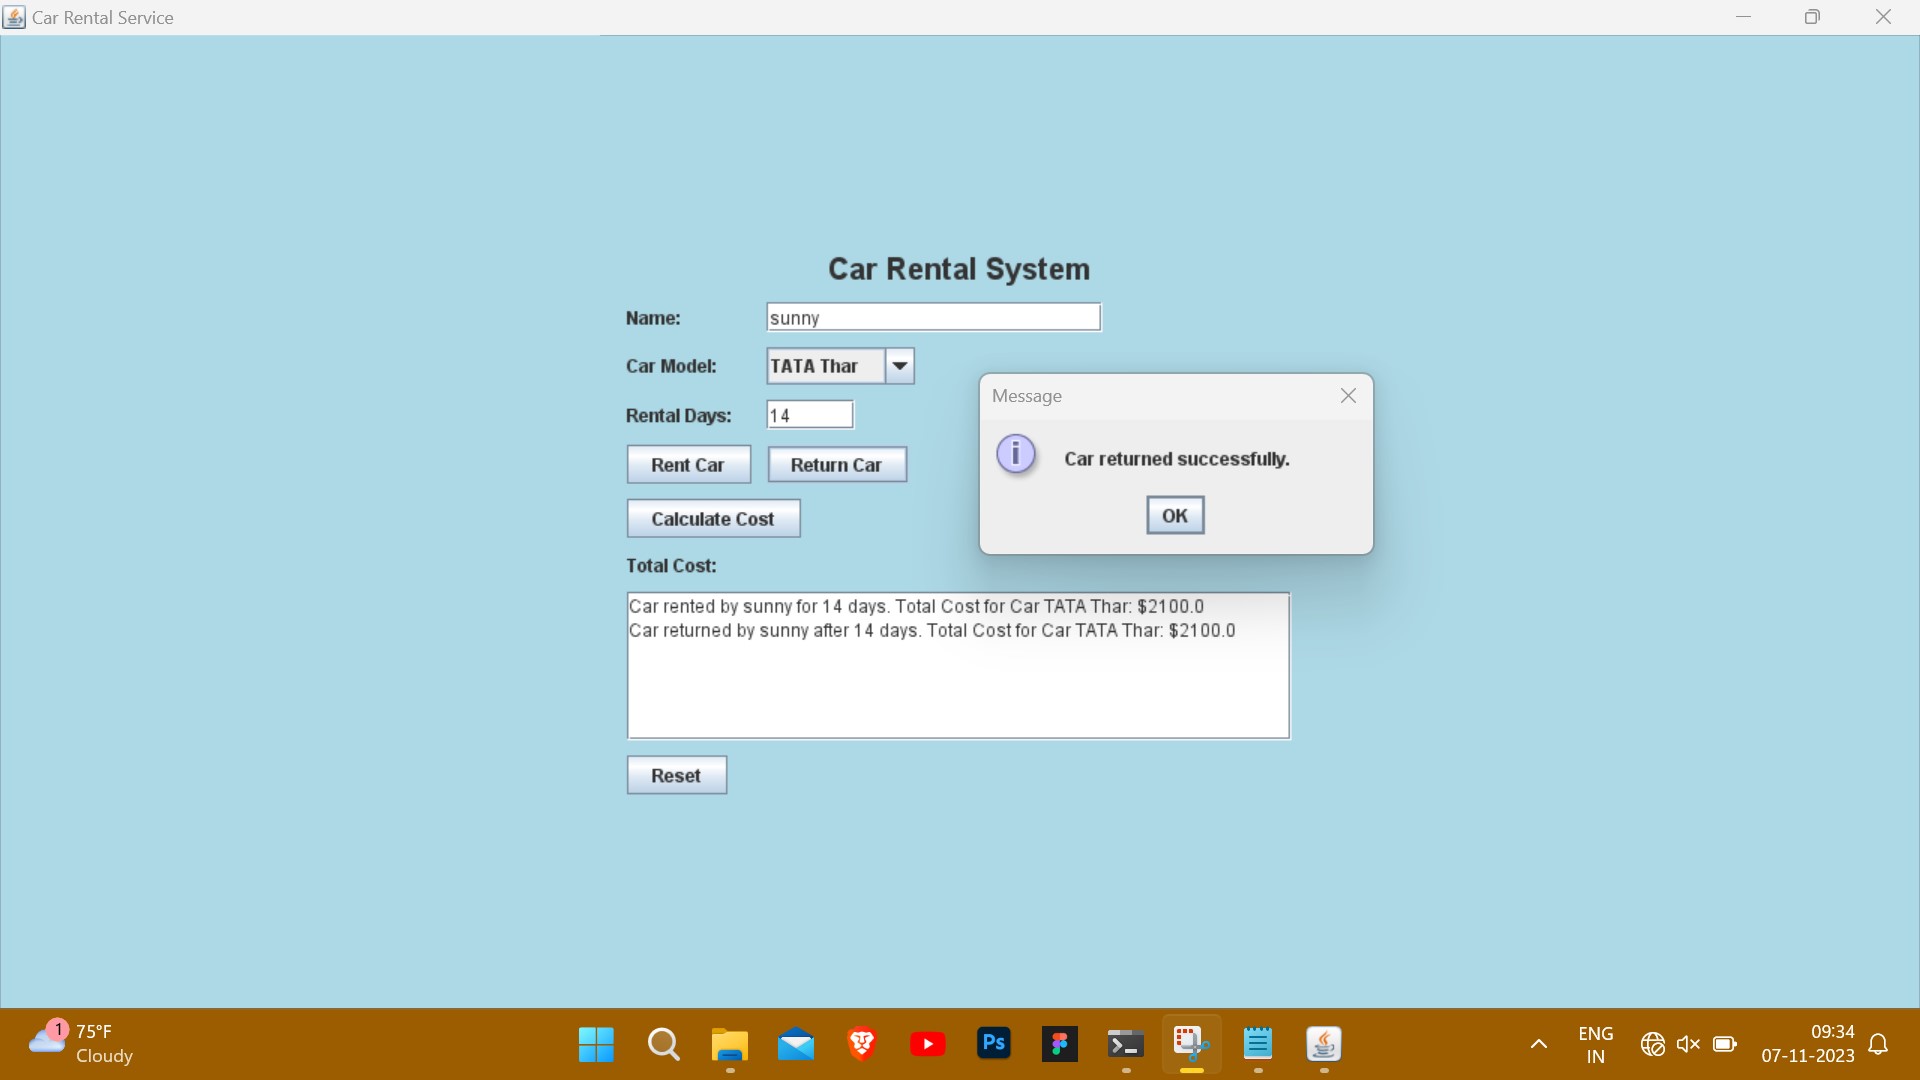 Car Rental Service
Car Rental System
Name: sunny
Car Model: TATA Thar
Rental Days: 14
Rent Car Return Car
Calculate Cost
Total Cost:
Car rented by sunny for 14 days. Total Cost for Car TATA Thar: $2100.0
Car returned by sunny after 14 days. Total Cost for Car TATA Thar: $2100.0
Reset
Message
i
Car returned successfully.
OK
1
75°F
Cloudy
Ps
ENG
IN
09:34
07-11-2023